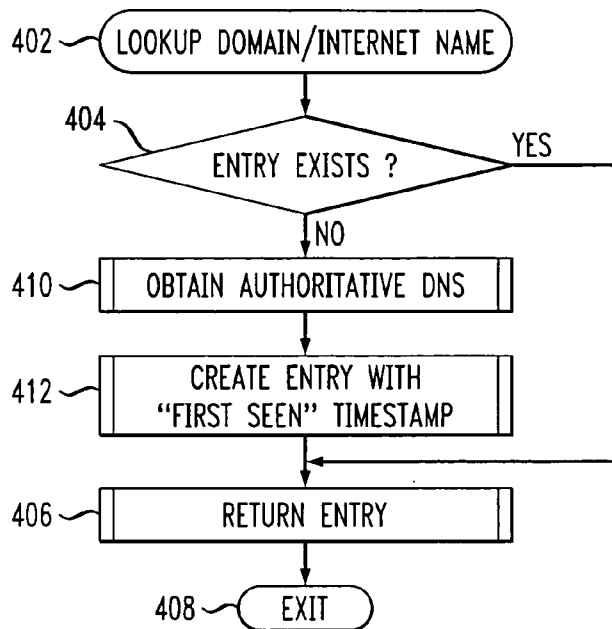 402 LOOKUP DOMAIN/INTERNET NAME
404
ENTRY EXISTS ?
YES
NO
410 OBTAIN AUTHORITATIVE DNS
412 CREATE ENTRY WITH
“FIRST SEEN” TIMESTAMP
406 RETURN ENTRY
408 EXIT